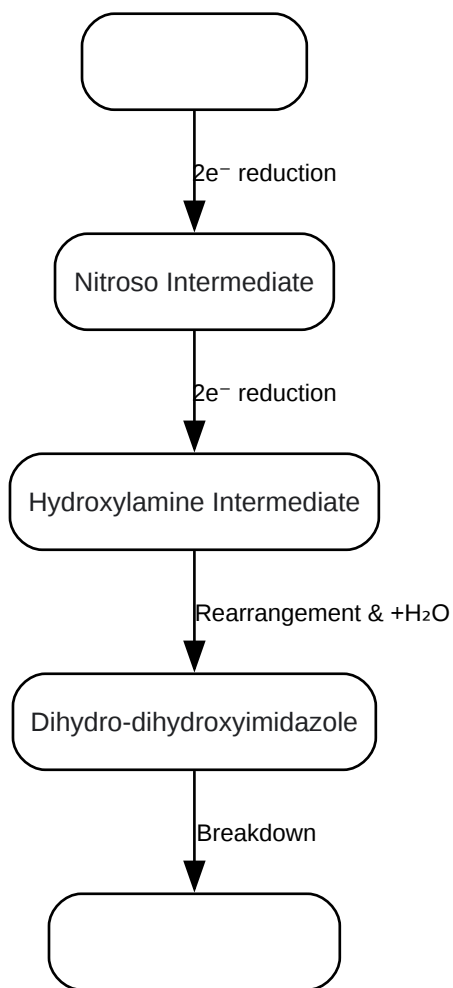 2e⁻ reduction
Nitroso Intermediate
2e⁻ reduction
Hydroxylamine Intermediate
Rearrangement & +H₂O
Dihydro-dihydroxyimidazole
Breakdown